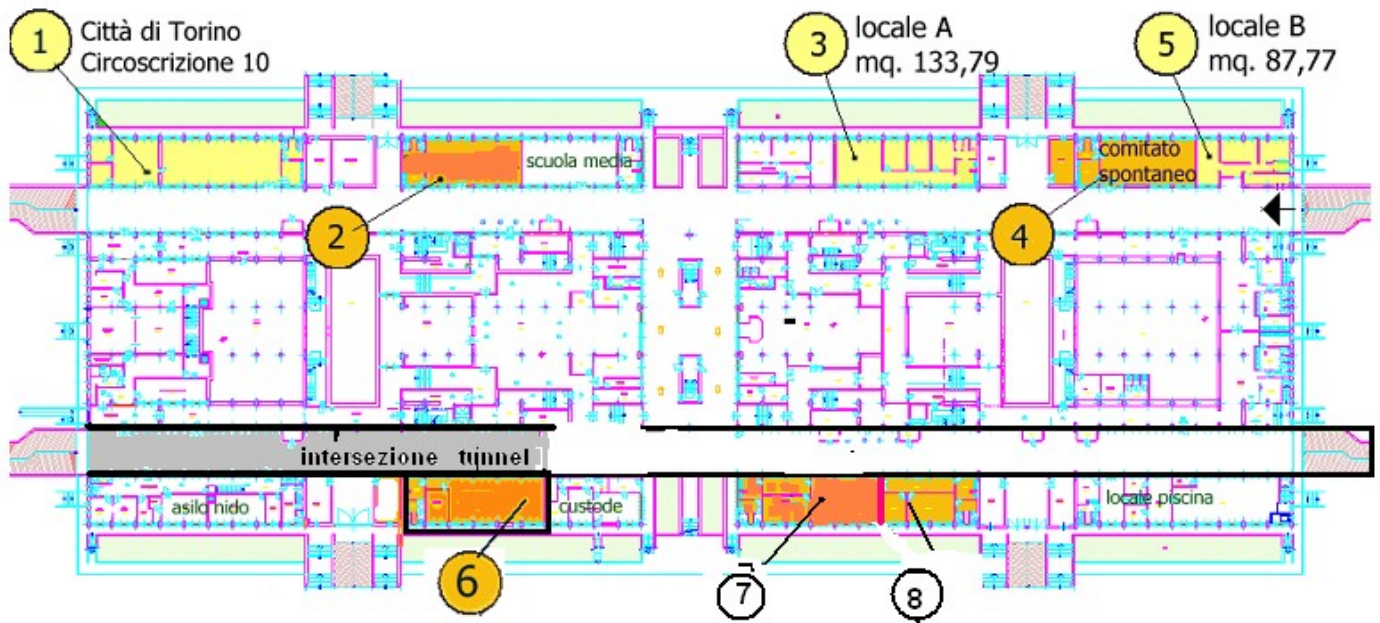 1
Città di Torino
Circoscrizione 10
3
locale A
mq. 133,79
5
locale B
mq. 87,77
scuola media
comitato
spontaneo
2
4
intersezione tunnel
asilo nido
custode
locale piscina
6
7
8